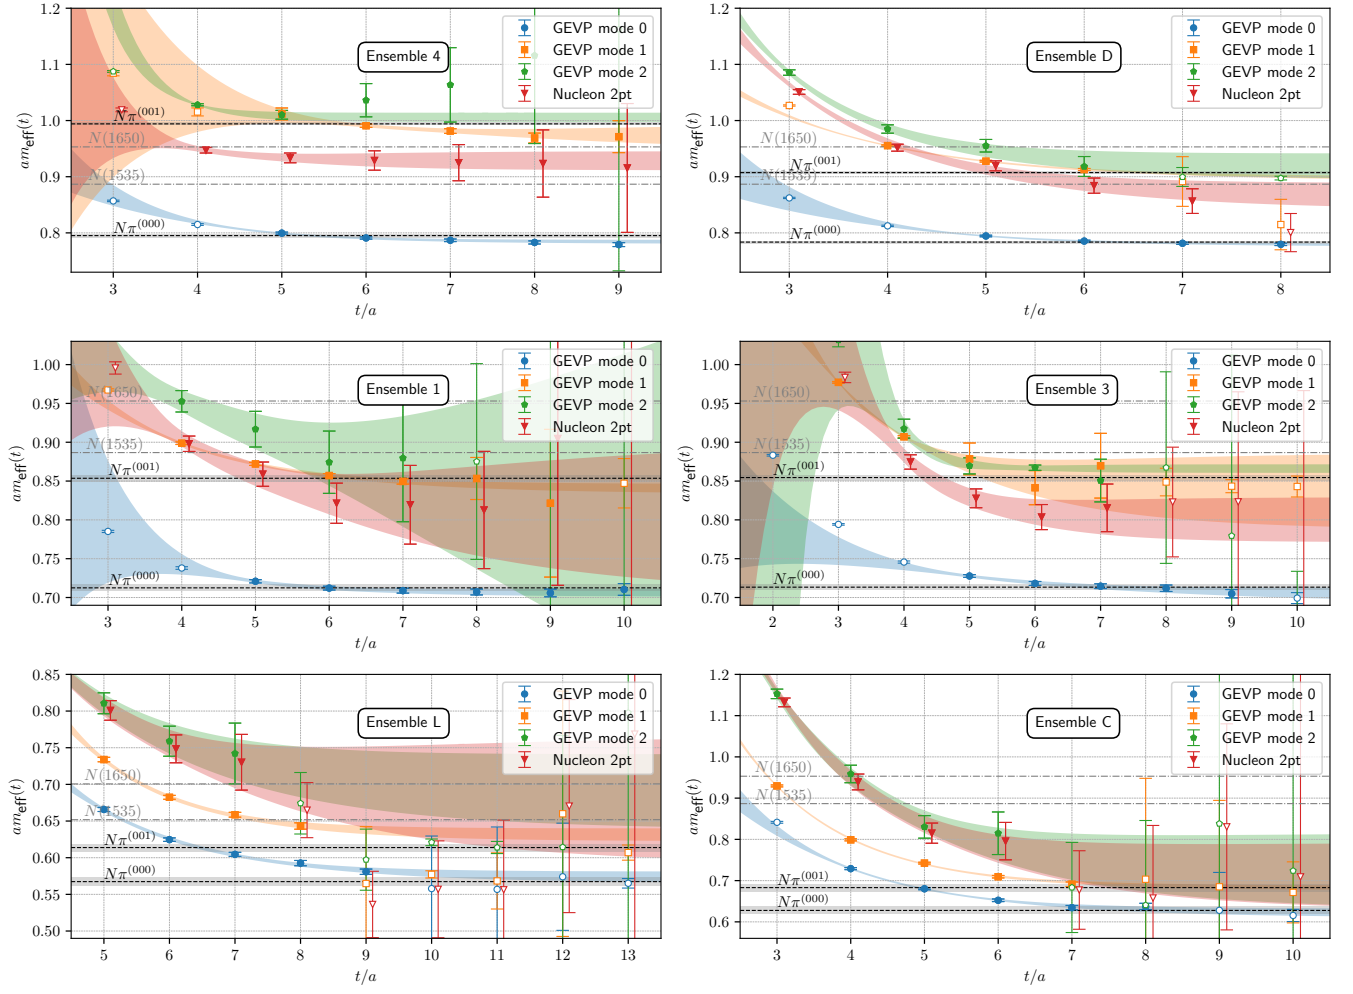 1.2
1.1
1.0
0.9
0.8
am_eff(t)
3 4 5 6 7 8 9
t/a
Ensemble 4
GEVP mode 0
GEVP mode 1
GEVP mode 2
Nucleon 2pt
Nπ^(001)
N(1650)
N(1535)
Nπ^(000)
1.2
1.1
1.0
0.9
0.8
am_eff(t)
3 4 5 6 7 8
t/a
Ensemble D
GEVP mode 0
GEVP mode 1
GEVP mode 2
Nucleon 2pt
N(1650)
Nπ^(001)
N(1535)
Nπ^(000)
1.00
0.95
0.90
0.85
0.80
0.75
0.70
am_eff(t)
3 4 5 6 7 8 9 10
t/a
Ensemble 1
GEVP mode 0
GEVP mode 1
GEVP mode 2
Nucleon 2pt
N(1650)
N(1535)
Nπ^(001)
Nπ^(000)
1.00
0.95
0.90
0.85
0.80
0.75
0.70
am_eff(t)
2 3 4 5 6 7 8 9 10
t/a
Ensemble 3
GEVP mode 0
GEVP mode 1
GEVP mode 2
Nucleon 2pt
N(1650)
N(1535)
Nπ^(001)
Nπ^(000)
0.85
0.80
0.75
0.70
0.65
0.60
0.55
0.50
am_eff(t)
5 6 7 8 9 10 11 12 13
t/a
Ensemble L
GEVP mode 0
GEVP mode 1
GEVP mode 2
Nucleon 2pt
N(1650)
N(1535)
Nπ^(001)
Nπ^(000)
1.2
1.1
1.0
0.9
0.8
0.7
0.6
am_eff(t)
3 4 5 6 7 8 9 10
t/a
Ensemble C
GEVP mode 0
GEVP mode 1
GEVP mode 2
Nucleon 2pt
N(1650)
N(1535)
Nπ^(001)
Nπ^(000)